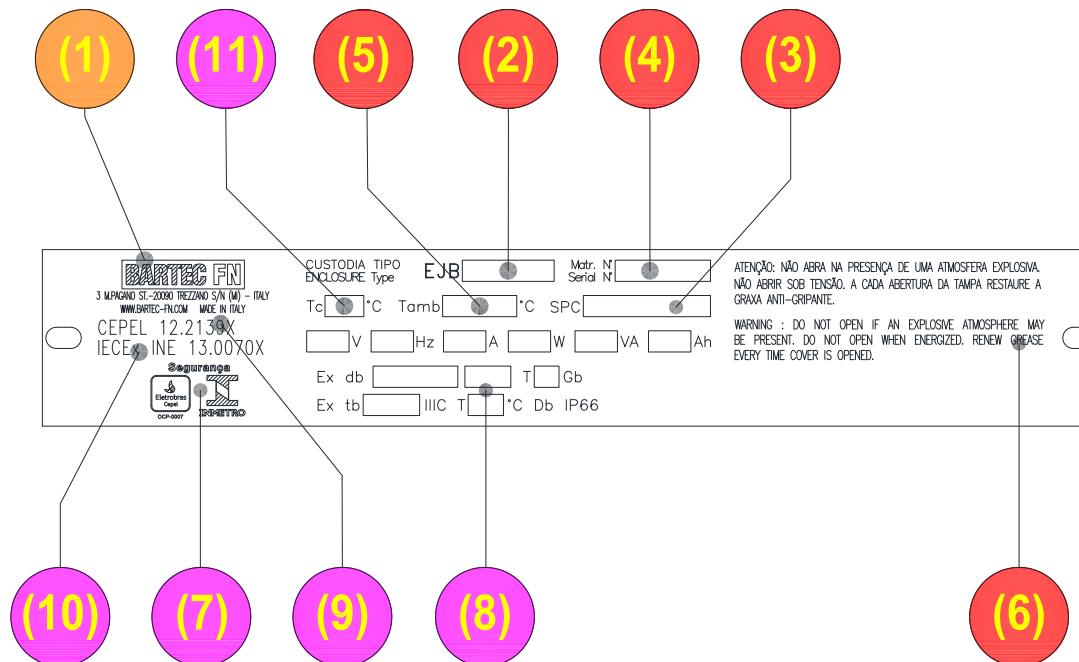 (1) (11) (5) (2) (4) (3)
BARTEC FN
3 M.PAGANO ST.-20090 TREZZANO S/N (MI) - ITALY
WWW.BARTEC-FN.COM MADE IN ITALY
CEPEL 12.2139X
IECEx INE 13.0070X
Segurança
Eletrobras
Cepel
OCP-0007
INMETRO
CUSTODIA TIPO
ENCLOSURE Type
EJB
Matr. N°
Serial N°
Tc °C Tamb °C SPC
V Hz A W VA Ah
Ex db T Gb
Ex tb IIIC T °C Db IP66
ATENÇÃO: NÃO ABRA NA PRESENÇA DE UMA ATMOSFERA EXPLOSIVA.
NÃO ABRIR SOB TENSÃO. A CADA ABERTURA DA TAMPA RESTAURE A
GRAXA ANTI-GRIPANTE.
WARNING : DO NOT OPEN IF AN EXPLOSIVE ATMOSPHERE MAY
BE PRESENT. DO NOT OPEN WHEN ENERGIZED. RENEW GREASE
EVERY TIME COVER IS OPENED.
(10) (7) (9) (8) (6)